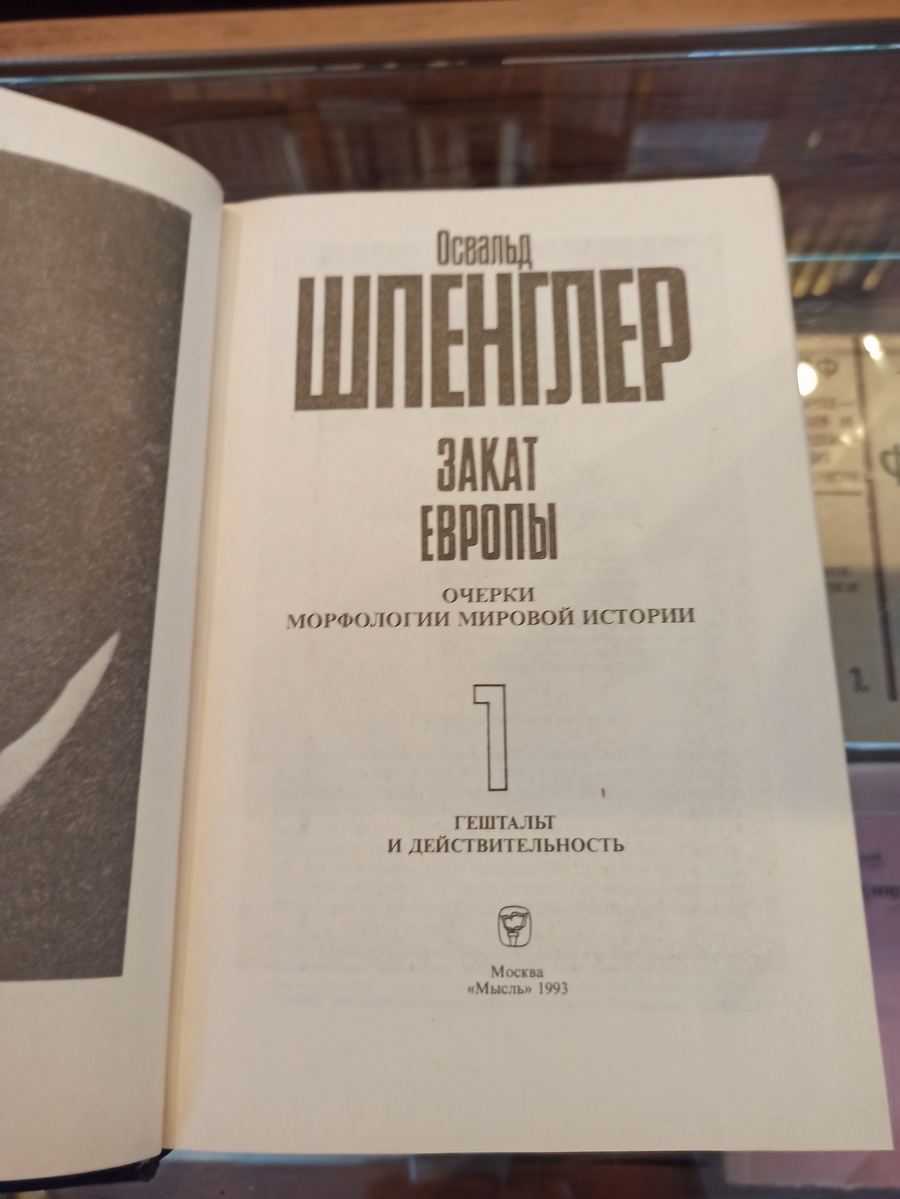 Освальд
ШПЕНГЛЕР
ЗАКАТ
ЕВРОПЫ
ОЧЕРКИ
МОРФОЛОГИИ МИРОВОЙ ИСТОРИИ
1
ГЕШТАЛЬТ
И ДЕЙСТВИТЕЛЬНОСТЬ
Москва
«Мысль» 1993